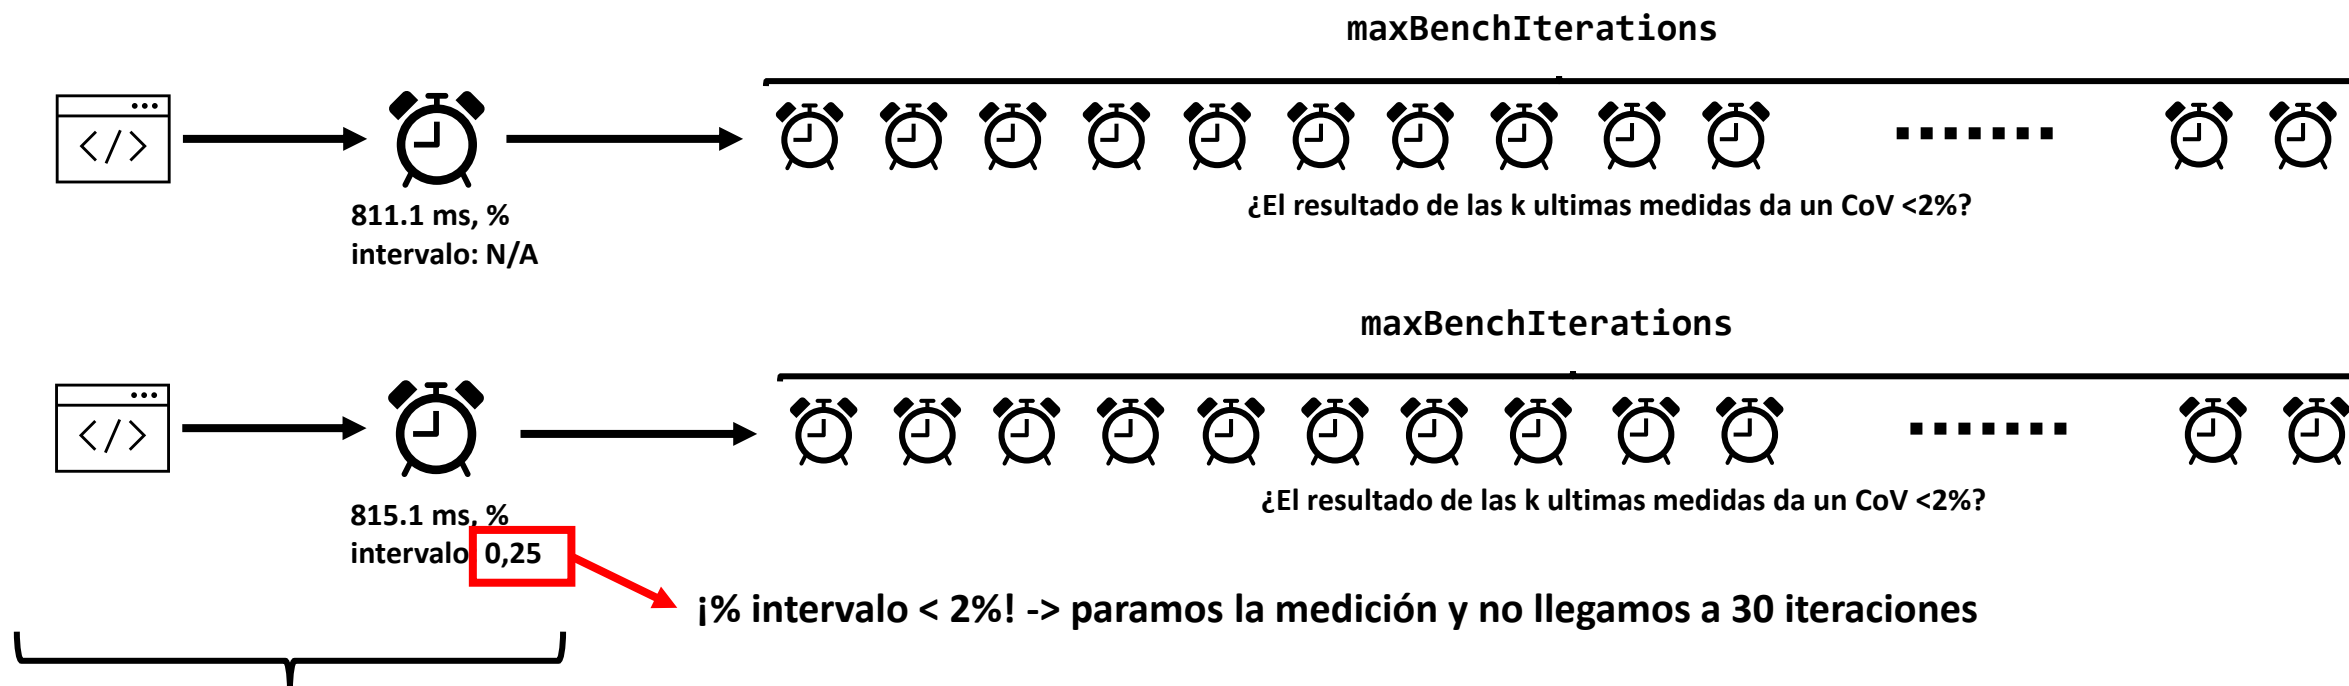 maxBenchIterations
</>
811.1 ms, %
intervalo: N/A
¿El resultado de las k ultimas medidas da un CoV <2%?
maxBenchIterations
</>
815.1 ms, %
intervalo 0,25
¿El resultado de las k ultimas medidas da un CoV <2%?
¡% intervalo < 2%! -> paramos la medición y no llegamos a 30 iteraciones